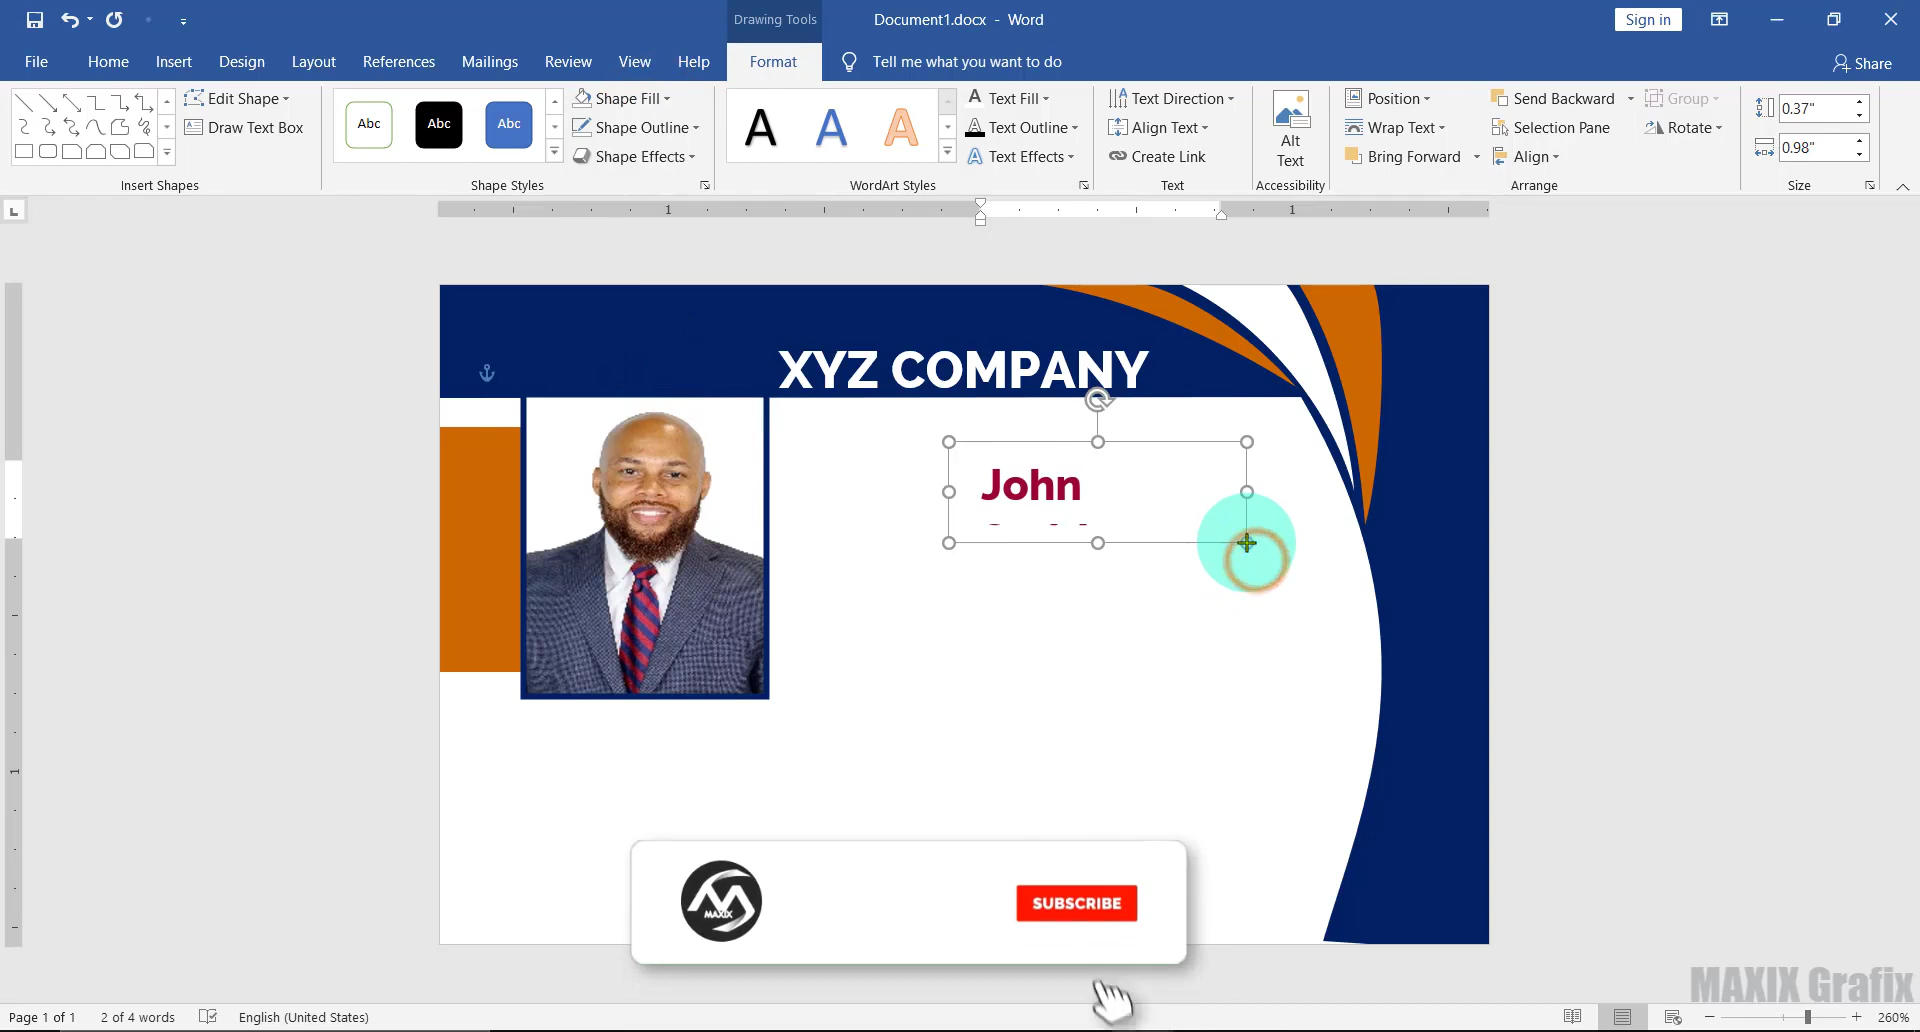 Drawing Tools
Document1.docx - Word
Sign in
File Home Insert Design Layout References Mailings Review View Help Format Tell me what you want to do Share
Edit Shape
Draw Text Box
Insert Shapes
Abc Abc Abc
Shape Fill
Shape Outline
Shape Effects
Shape Styles
A A A
Text Fill
Text Outline
Text Effects
WordArt Styles
Text Direction
Align Text
Create Link
Text
Alt
Text
Accessibility
Position
Wrap Text
Bring Forward
Send Backward
Selection Pane
Align
Group
Rotate
Arrange
0.37"
0.98"
Size
L
1 1
XYZ COMPANY
John
1
MAXIX
SUBSCRIBE
MAXIX Grafix
Page 1 of 1 2 of 4 words English (United States) 260%